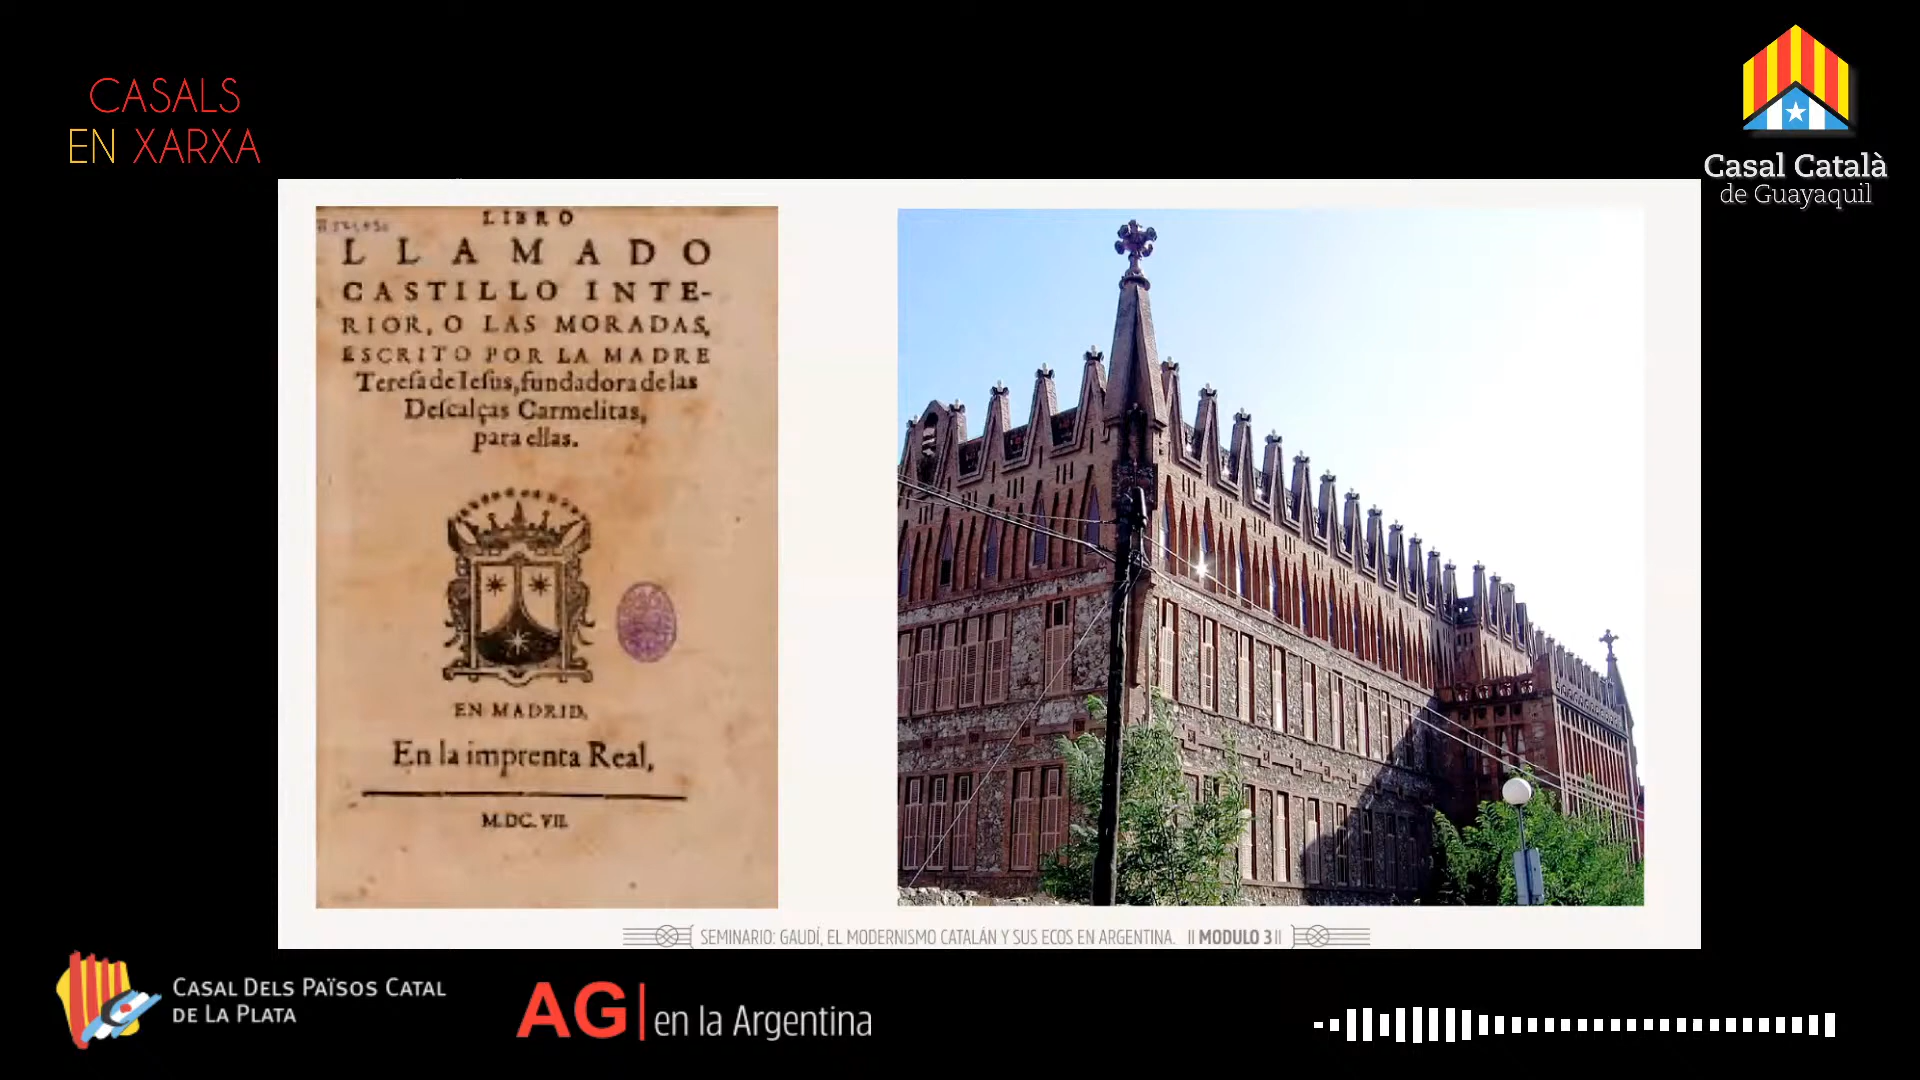 CASALS
EN XARXA
Casal Català
de Guayaquil
LIBRO
LLAMADO
CASTILLO INTE-
RIOR, O LAS MORADAS,
ESCRITO POR LA MADRE
Tereſa de Ieſus, fundadora de las
Deſcalças Carmelitas,
para ellas.
EN MADRID,
En la imprenta Real,
M.DC. VII.
SEMINARIO: GAUDÍ, EL MODERNISMO CATALÁN Y SUS ECOS EN ARGENTINA. II MODULO 3 II
CASAL DELS PAÏSOS CATAL
DE LA PLATA
AG | en la Argentina